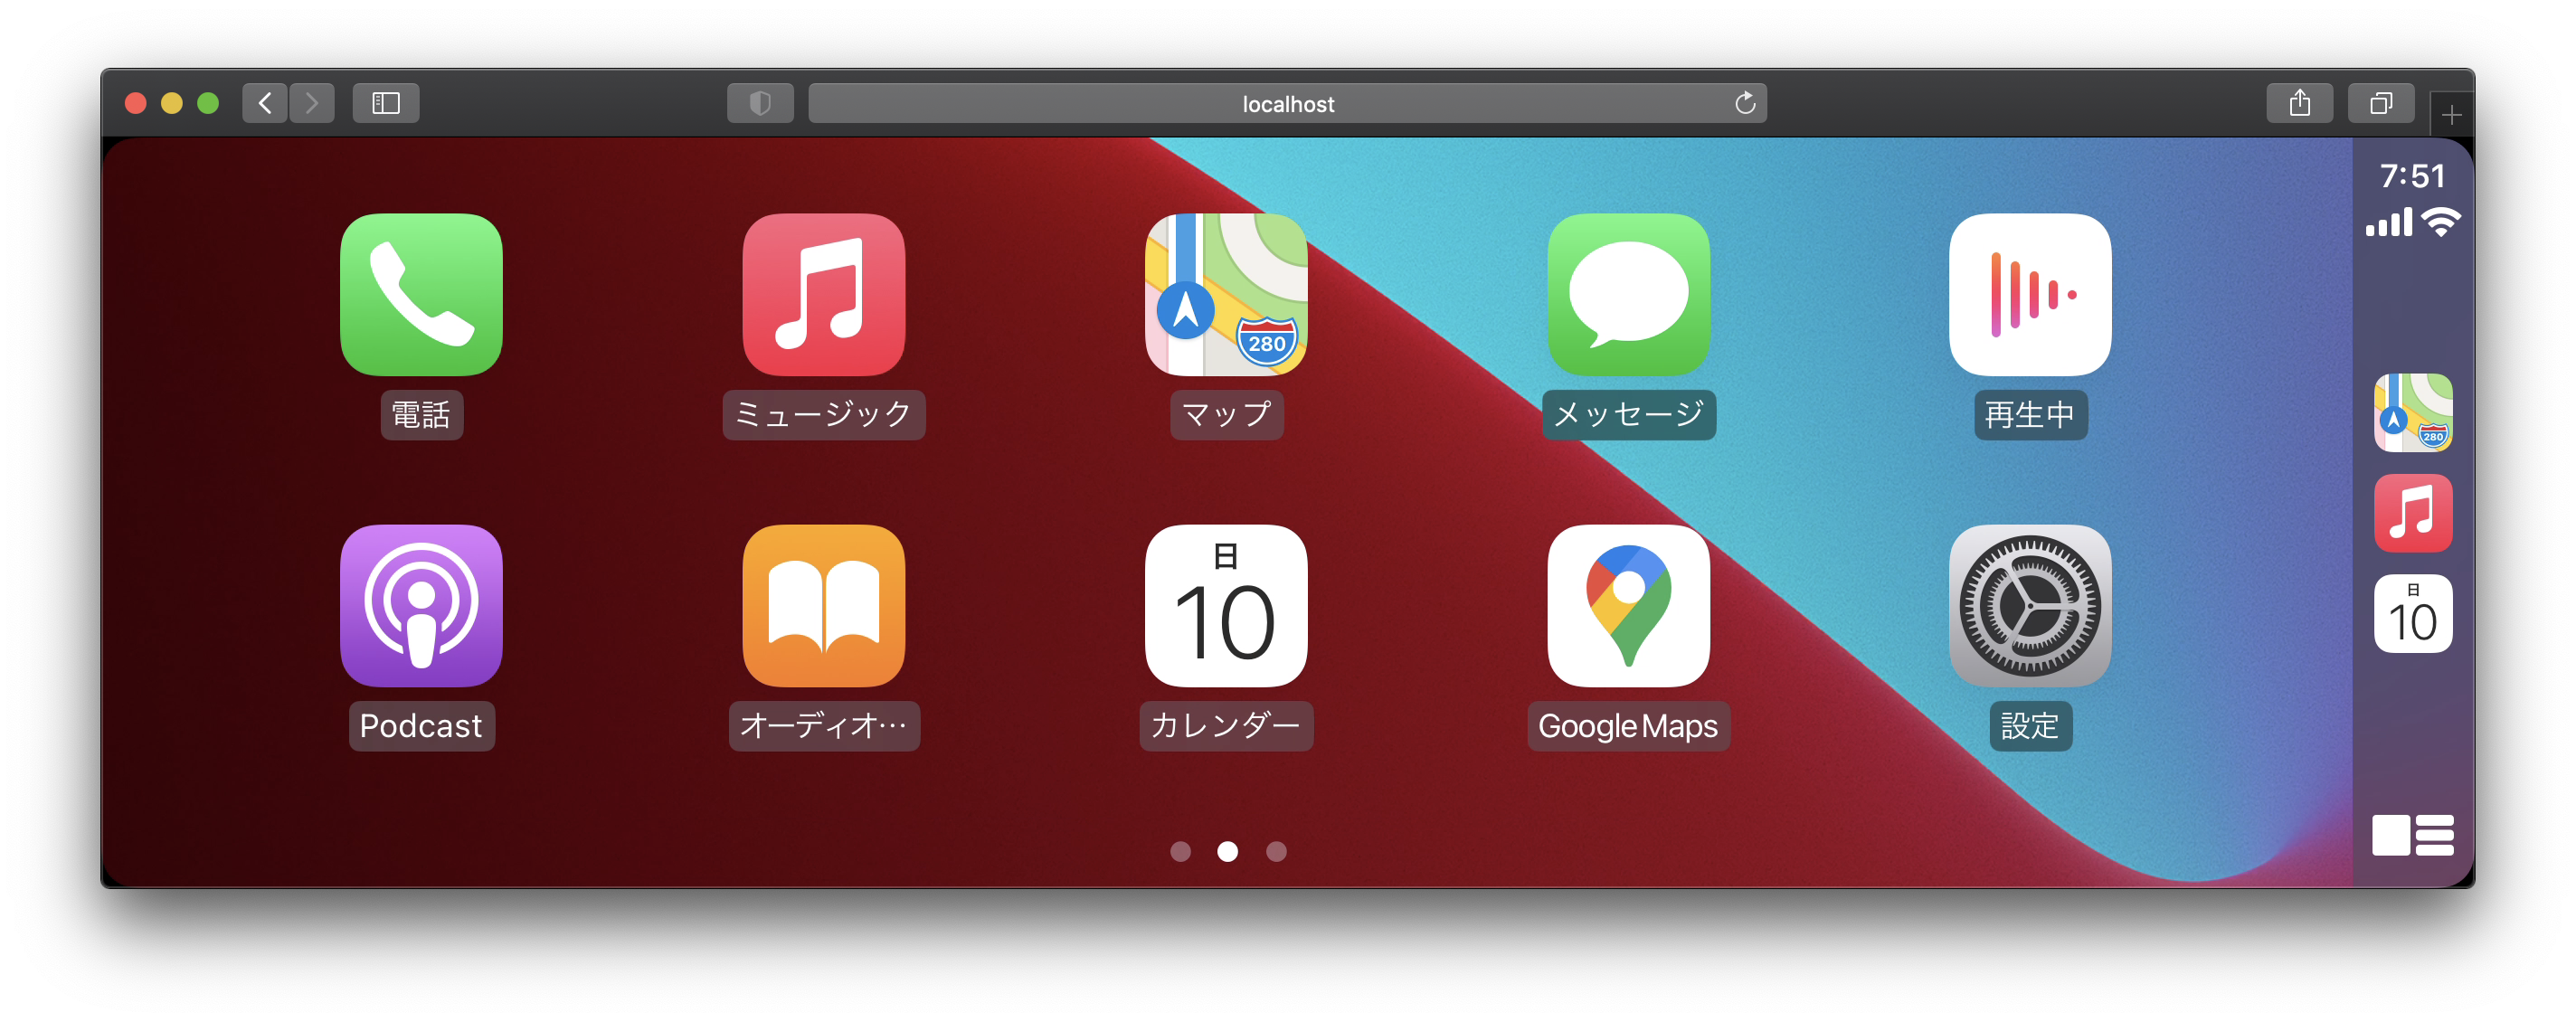 localhost
7:51
280
電話
ミュージック
マップ
メッセージ
再生中
280
日
10
日
10
Podcast
オーディオ…
カレンダー
Google Maps
設定